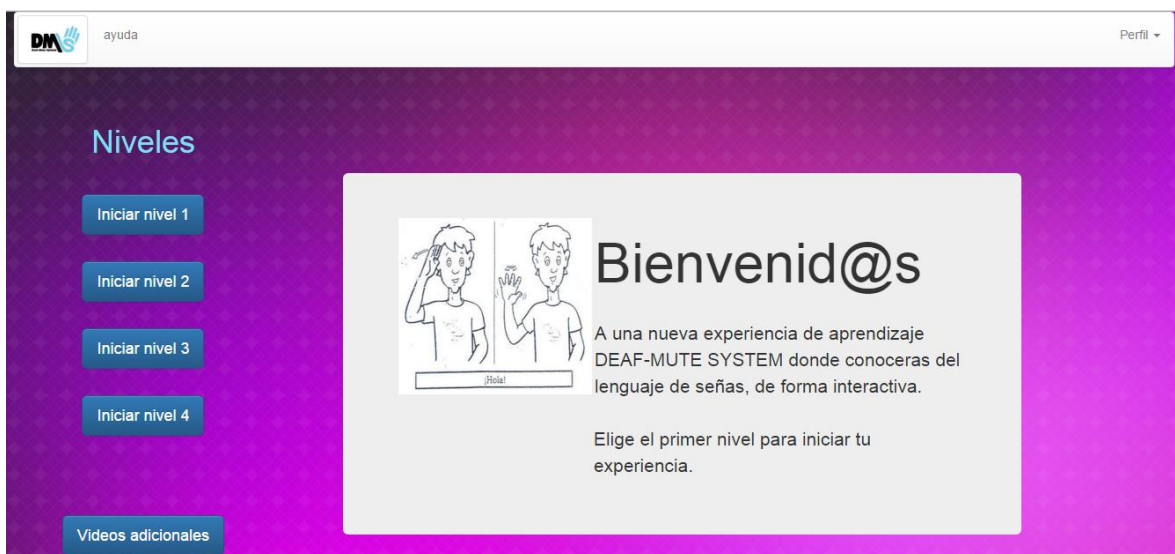 DMS
ayuda
Perfil
Niveles
Iniciar nivel 1
Iniciar nivel 2
Iniciar nivel 3
Iniciar nivel 4
Videos adicionales
¡Hola!
Bienvenid@s
A una nueva experiencia de aprendizaje
DEAF-MUTE SYSTEM donde conoceras del
lenguaje de señas, de forma interactiva.
Elige el primer nivel para iniciar tu
experiencia.